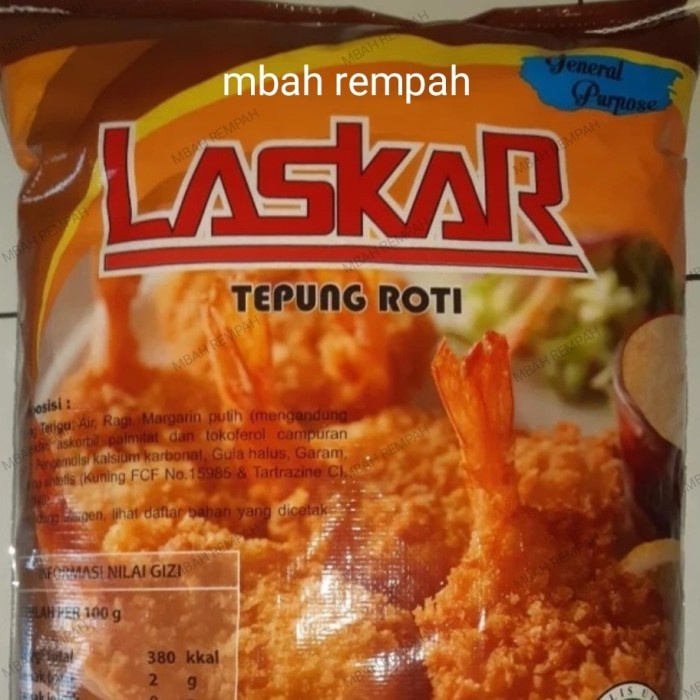 mbah rempah
General
Purpose
LASKAR
TEPUNG ROTI
posisi :
Terigu, Air, Ragi, Margarin putih (mengandung
askorbil palmitat dan tokoferol campuran
Pengemulsi kalsium karbonat, Gula halus, Garam,
sintetis (Kuning FCF No.15985 & Tartrazine CI.
alergen, lihat daftar bahan yang dicetak
INFORMASI NILAI GIZI
PER 100 g
total 380 kkal
2 g